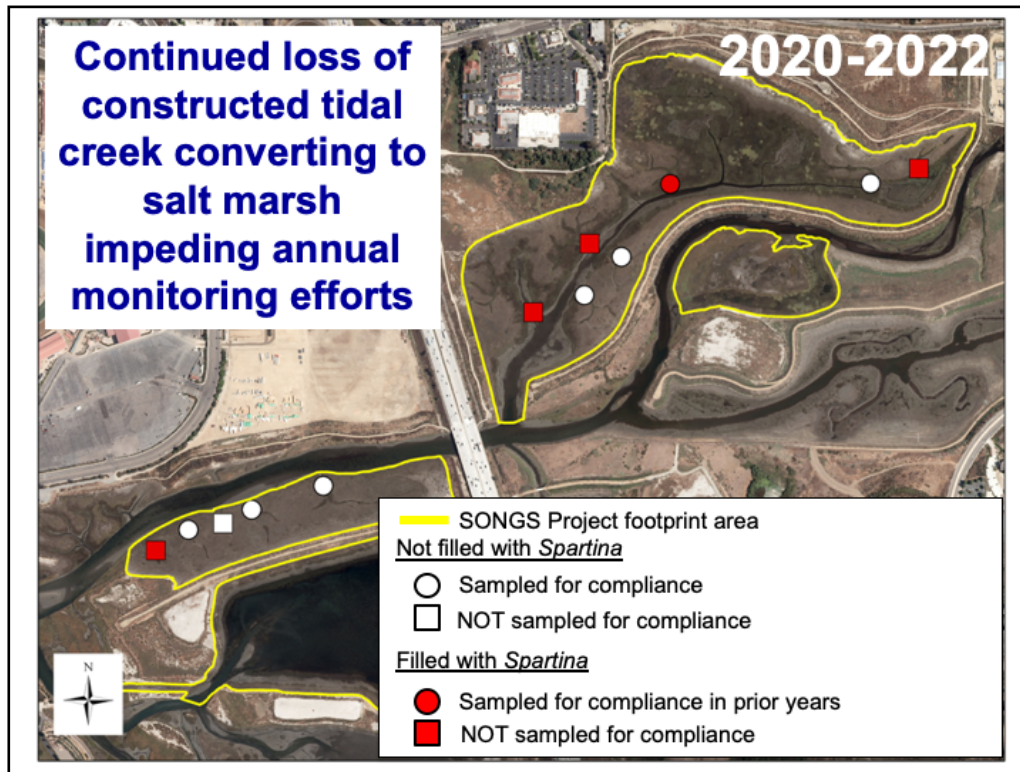 Continued loss of
constructed tidal
creek converting to
salt marsh
impeding annual
monitoring efforts
2020-2022
SONGS Project footprint area
Not filled with Spartina
Sampled for compliance
NOT sampled for compliance
Filled with Spartina
Sampled for compliance in prior years
NOT sampled for compliance
N